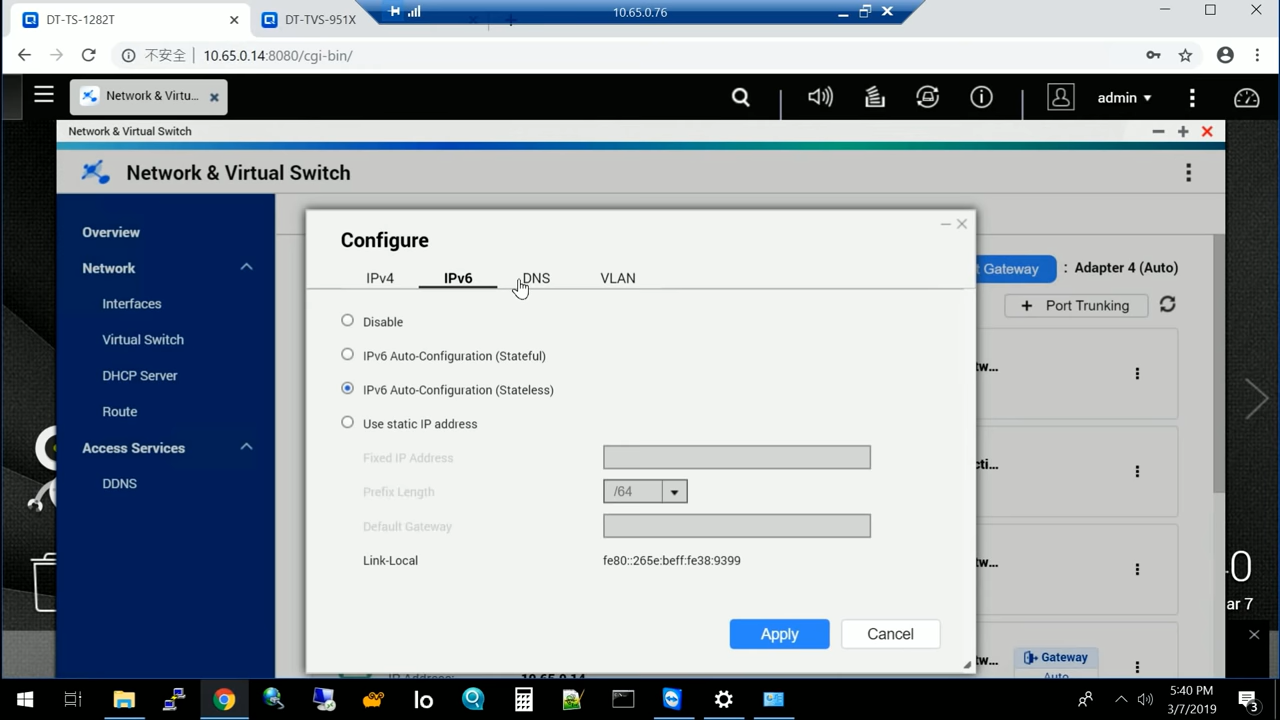 DT-TS-1282T
DT-TVS-951X
10.65.0.76
不安全
10.65.0.14:8080/cgi-bin/
Network & Virtu...
admin
Network & Virtual Switch
Network & Virtual Switch
Overview
Network
Interfaces
Virtual Switch
DHCP Server
Route
Access Services
DDNS
Gateway
: Adapter 4 (Auto)
+ Port Trunking
Configure
IPv4
IPv6
DNS
VLAN
Disable
IPv6 Auto-Configuration (Stateful)
IPv6 Auto-Configuration (Stateless)
Use static IP address
Fixed IP Address
Prefix Length
/64
Default Gateway
Link-Local
fe80::265e:beff:fe38:9399
Apply
Cancel
Gateway
Auto
IP Address:
10.65.0.14
5:40 PM
3/7/2019
3